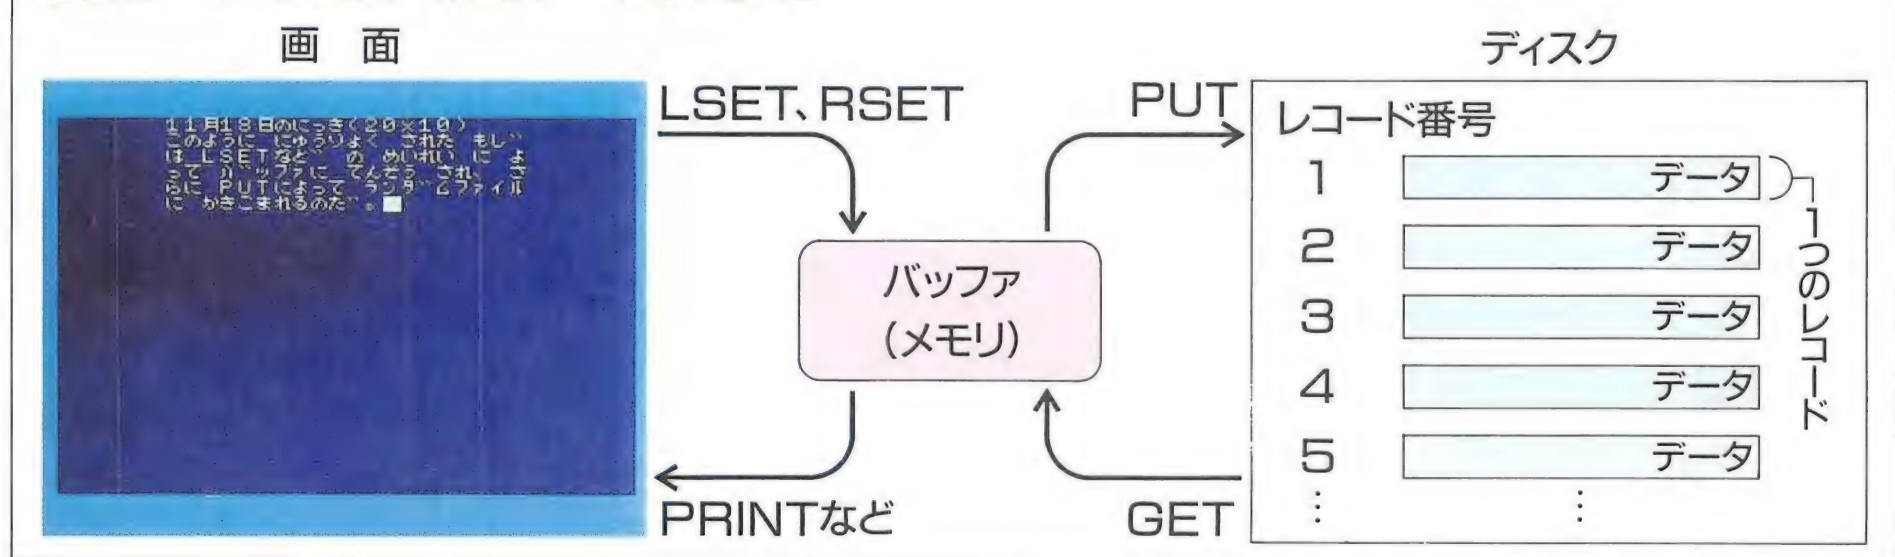 画 面
11月18日のにっき(20×10)
このように にゅうりょく された もし゛
は LSETなど゛ の めいれい に よ
って バッファに てんそう され、 さ
らに PUTによって ランタ゛ムファイル
に かきこまれるのた゛。
LSET、RSET
PRINTなど
バッファ
(メモリ)
PUT
GET
ディスク
レコード番号
1 データ
2 データ
3 データ
4 データ
5 データ
⋮ ⋮
1つのレコード